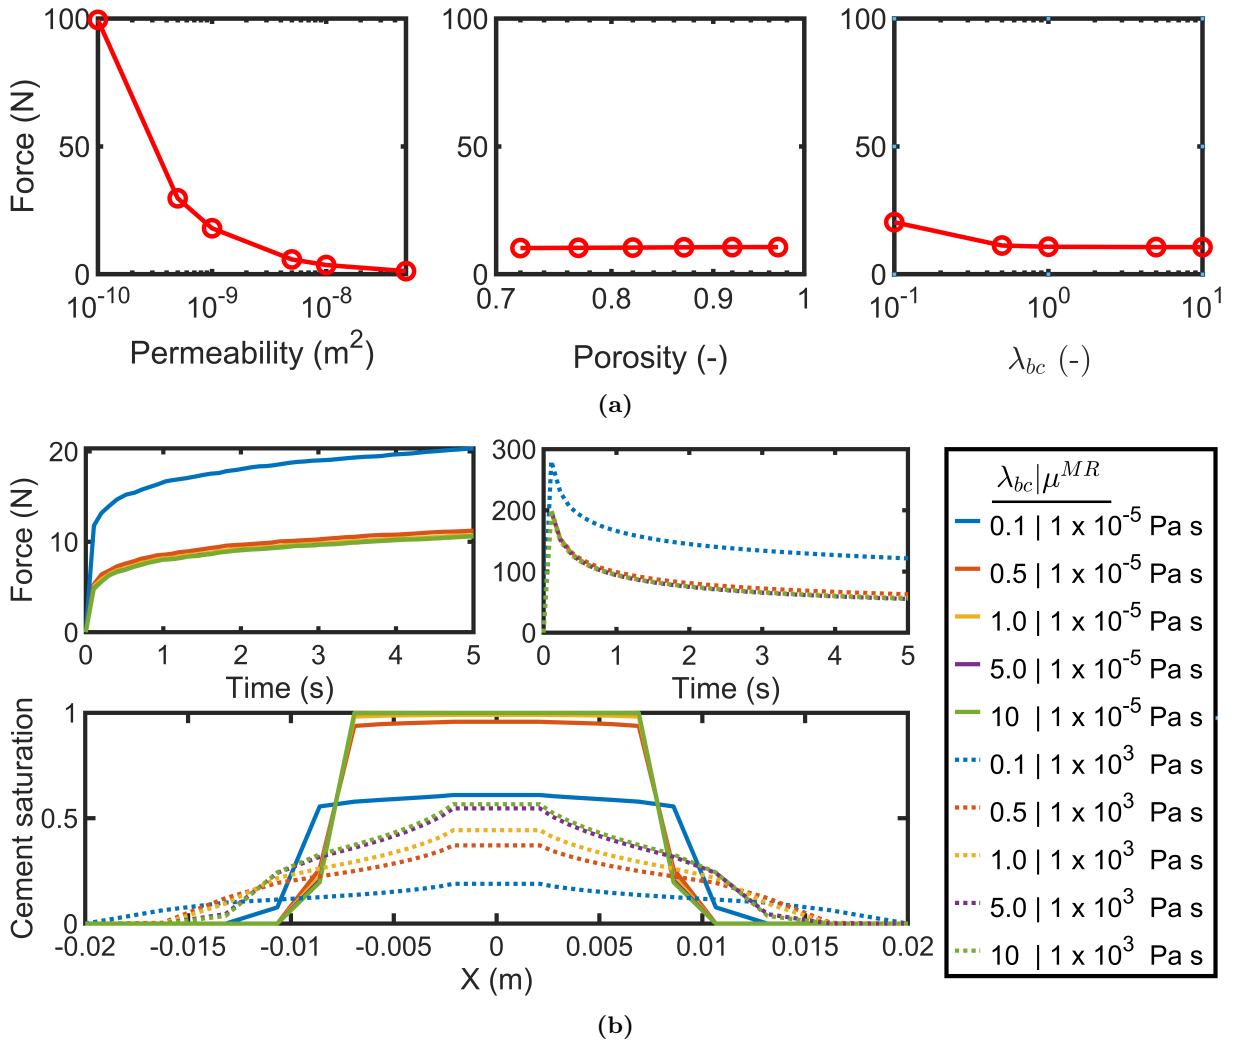 100
50
0
Force (N)
10^-10
10^-9
10^-8
Permeability (m^2)
100
50
0
0.7
0.8
0.9
1
Porosity (-)
100
50
0
10^-1
10^0
10^1
λ_bc (-)
(a)
20
10
0
Force (N)
0 1 2 3 4 5
Time (s)
300
200
100
0
0 1 2 3 4 5
Time (s)
1
0.5
0
Cement saturation
-0.02 -0.015 -0.01 -0.005 0 0.005 0.01 0.015 0.02
X (m)
λ_bc|μ^MR
0.1 | 1 x 10^-5 Pa s
0.5 | 1 x 10^-5 Pa s
1.0 | 1 x 10^-5 Pa s
5.0 | 1 x 10^-5 Pa s
10 | 1 x 10^-5 Pa s
0.1 | 1 x 10^3 Pa s
0.5 | 1 x 10^3 Pa s
1.0 | 1 x 10^3 Pa s
5.0 | 1 x 10^3 Pa s
10 | 1 x 10^3 Pa s
(b)